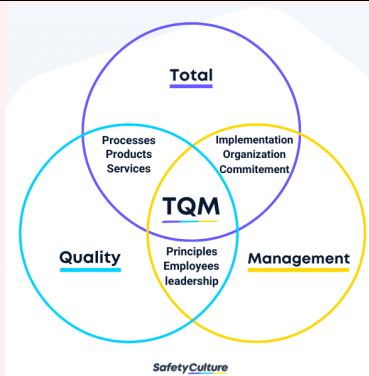 Total
Processes
Products
Services
Implementation
Organization
Commitement
TQM
Quality
Principles
Employees
leadership
Management
SafetyCulture